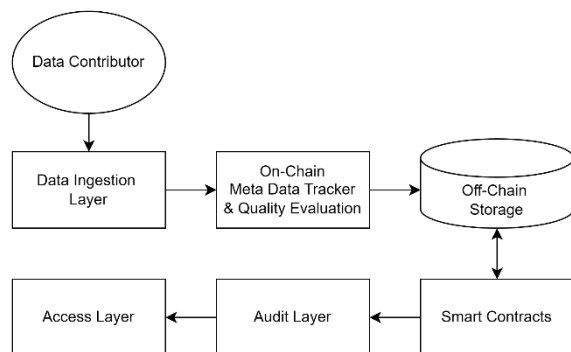 Data Contributor
Data Ingestion
Layer
On-Chain
Meta Data Tracker
& Quality Evaluation
Off-Chain
Storage
Access Layer
Audit Layer
Smart Contracts